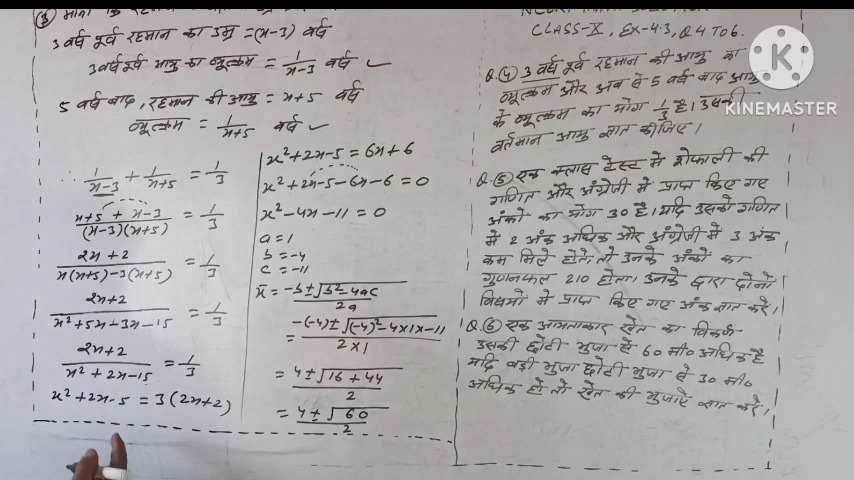 3 वर्ष पूर्व रहमान का उम्र = (x-3) वर्ष
3 वर्ष पूर्व आयु का व्युत्क्रम = 1/(x-3) वर्ष ✓
5 वर्ष बाद, रहमान की आयु = x+5 वर्ष
व्युत्क्रम = 1/(x+5) वर्ष ✓
∴ 1/(x-3) + 1/(x+5) = 1/3
(x+5 + x-3)/((x-3)(x+5)) = 1/3
(2x+2)/(x(x+5)-3(x+5)) = 1/3
(2x+2)/(x²+5x-3x-15) = 1/3
(2x+2)/(x²+2x-15) = 1/3
x²+2x-5 = 3(2x+2)
x²+2x-5 = 6x+6
x²+2x-5-6x-6 = 0
x²-4x-11 = 0
a = 1
b = -4
c = -11
x = (-b±√b²-4ac)/2a
= (-(-4)±√(-4)²-4×1×-11)/(2×1)
= (4±√16+44)/2
= (4±√60)/2
CLASS-X, EX-4.3, Q.4 TO 6.
Q.(4) 3 वर्ष पूर्व रहमान की आयु का
व्युत्क्रम और अब से 5 वर्ष बाद आयु
के व्युत्क्रम का योग 1/3 है। उसकी
वर्तमान आयु ज्ञात कीजिए।
Q.(5) एक क्लास टेस्ट में शेफाली की
गणित और अंग्रेजी में प्राप्त किए गए
अंकों का योग 30 है। यदि उसको गणित
में 2 अंक अधिक और अंग्रेजी में 3 अंक
कम मिले होते, तो उनके अंकों का
गुणनफल 210 होता। उनके द्वारा दोनों
विषयों में प्राप्त किए गए अंक ज्ञात करें।
Q.(6) एक आयताकार खेत का विकर्ण
उसकी छोटी भुजा से 60 मी० अधिक है
यदि बड़ी भुजा छोटी भुजा से 30 मी०
अधिक हो तो खेत की भुजाएँ ज्ञात करें।
KINEMASTER